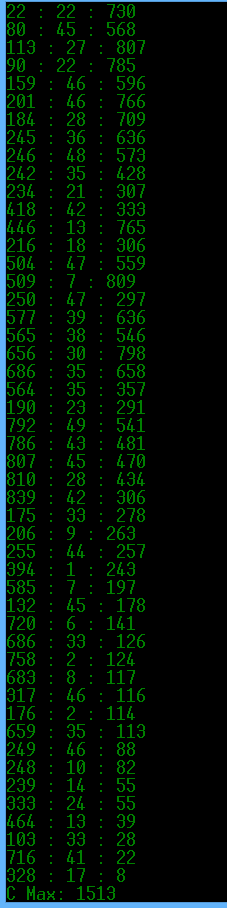 22 : 22 : 730
80 : 45 : 568
113 : 27 : 807
90 : 22 : 785
159 : 46 : 596
201 : 46 : 766
184 : 28 : 709
245 : 36 : 636
246 : 48 : 573
242 : 35 : 428
234 : 21 : 307
418 : 42 : 333
446 : 13 : 765
216 : 18 : 306
504 : 47 : 559
509 : 7 : 809
250 : 47 : 297
577 : 39 : 636
565 : 38 : 546
656 : 30 : 798
686 : 35 : 658
564 : 35 : 357
190 : 23 : 291
792 : 49 : 541
786 : 43 : 481
807 : 45 : 470
810 : 28 : 434
839 : 42 : 306
175 : 33 : 278
206 : 9 : 263
255 : 44 : 257
394 : 1 : 243
585 : 7 : 197
132 : 45 : 178
720 : 6 : 141
686 : 33 : 126
758 : 2 : 124
683 : 8 : 117
317 : 46 : 116
176 : 2 : 114
659 : 35 : 113
249 : 46 : 88
248 : 10 : 82
239 : 14 : 55
333 : 24 : 55
464 : 13 : 39
103 : 33 : 28
716 : 41 : 22
328 : 17 : 8
C Max: 1513